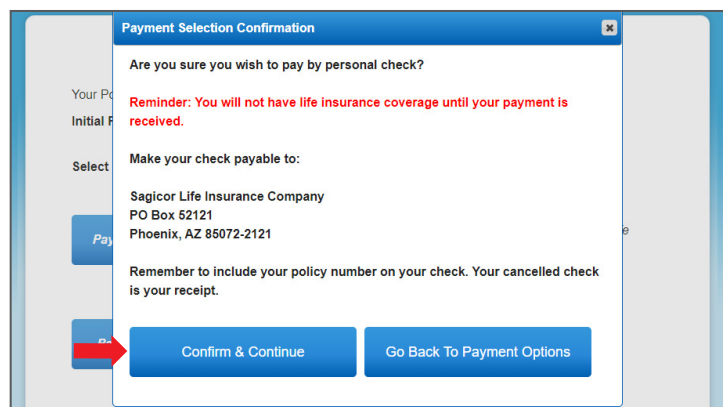 Payment Selection Confirmation
Are you sure you wish to pay by personal check?
Your Po
Reminder: You will not have life insurance coverage until your payment is
received.
Initial
Make your check payable to:
Select
Sagicor Life Insurance Company
PO Box 52121
Phoenix, AZ 85072-2121
Pay
e
Remember to include your policy number on your check. Your cancelled check
is your receipt.
Confirm & Continue
Go Back To Payment Options